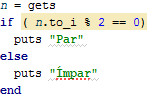 n = gets
if ( n.to_i % 2 == 0)
puts "Par"
else
puts "Ímpar"
end